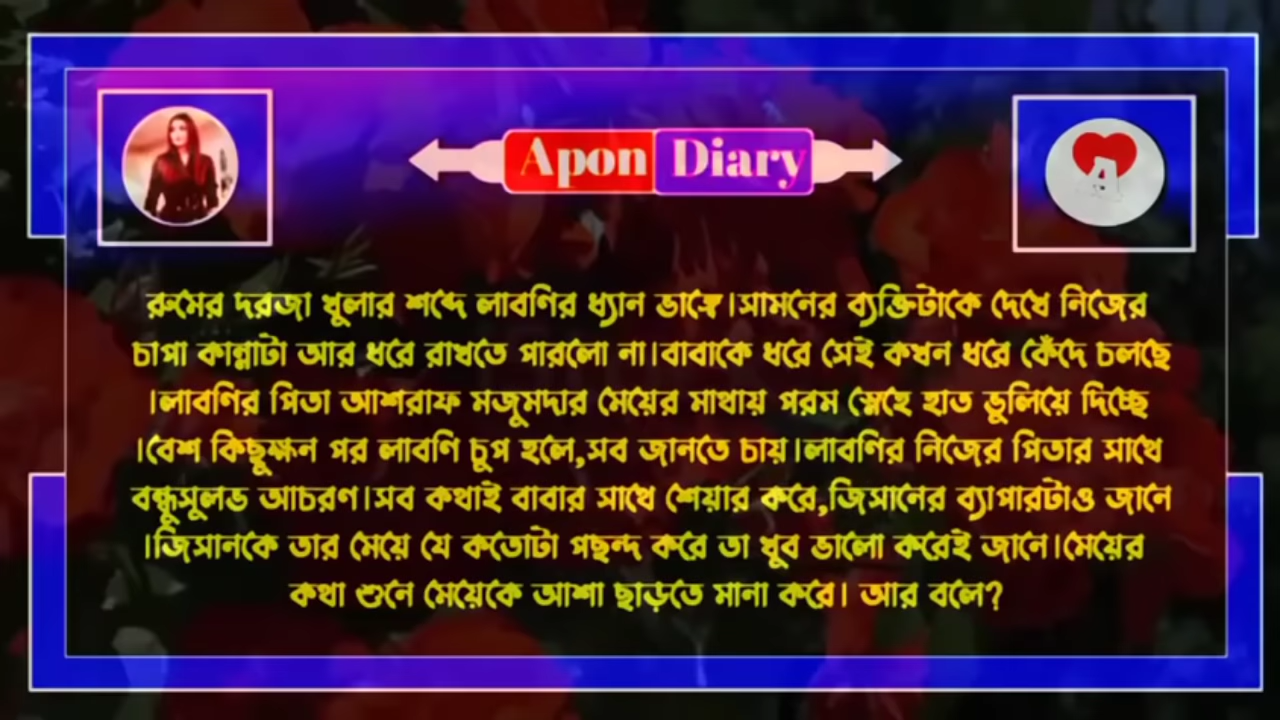 Apon Diary
রুমের দরজা খুলার শব্দে লাবণির ধ্যান ভাঙ্গে।সামনের ব্যক্তিটাকে দেখে নিজের
চাপা কান্নাটা আর ধরে রাখতে পারলো না।বাবাকে ধরে সেই কখন ধরে কেঁদে চলছে
।লাবণির পিতা আশরাফ মজুমদার মেয়ের মাথায় পরম স্নেহে হাত ভুলিয়ে দিচ্ছে
।বেশ কিছুক্ষন পর লাবণি চুপ হলে,সব জানতে চায়।লাবণির নিজের পিতার সাথে
বন্ধুসুলভ আচরণ।সব কথাই বাবার সাথে শেয়ার করে,জিসানের ব্যাপারটাও জানে
।জিসানকে তার মেয়ে যে কতোটা পছন্দ করে তা খুব ভালো করেই জানে।মেয়ের
কথা শুনে মেয়েকে আশা ছাড়তে মানা করে। আর বলে?